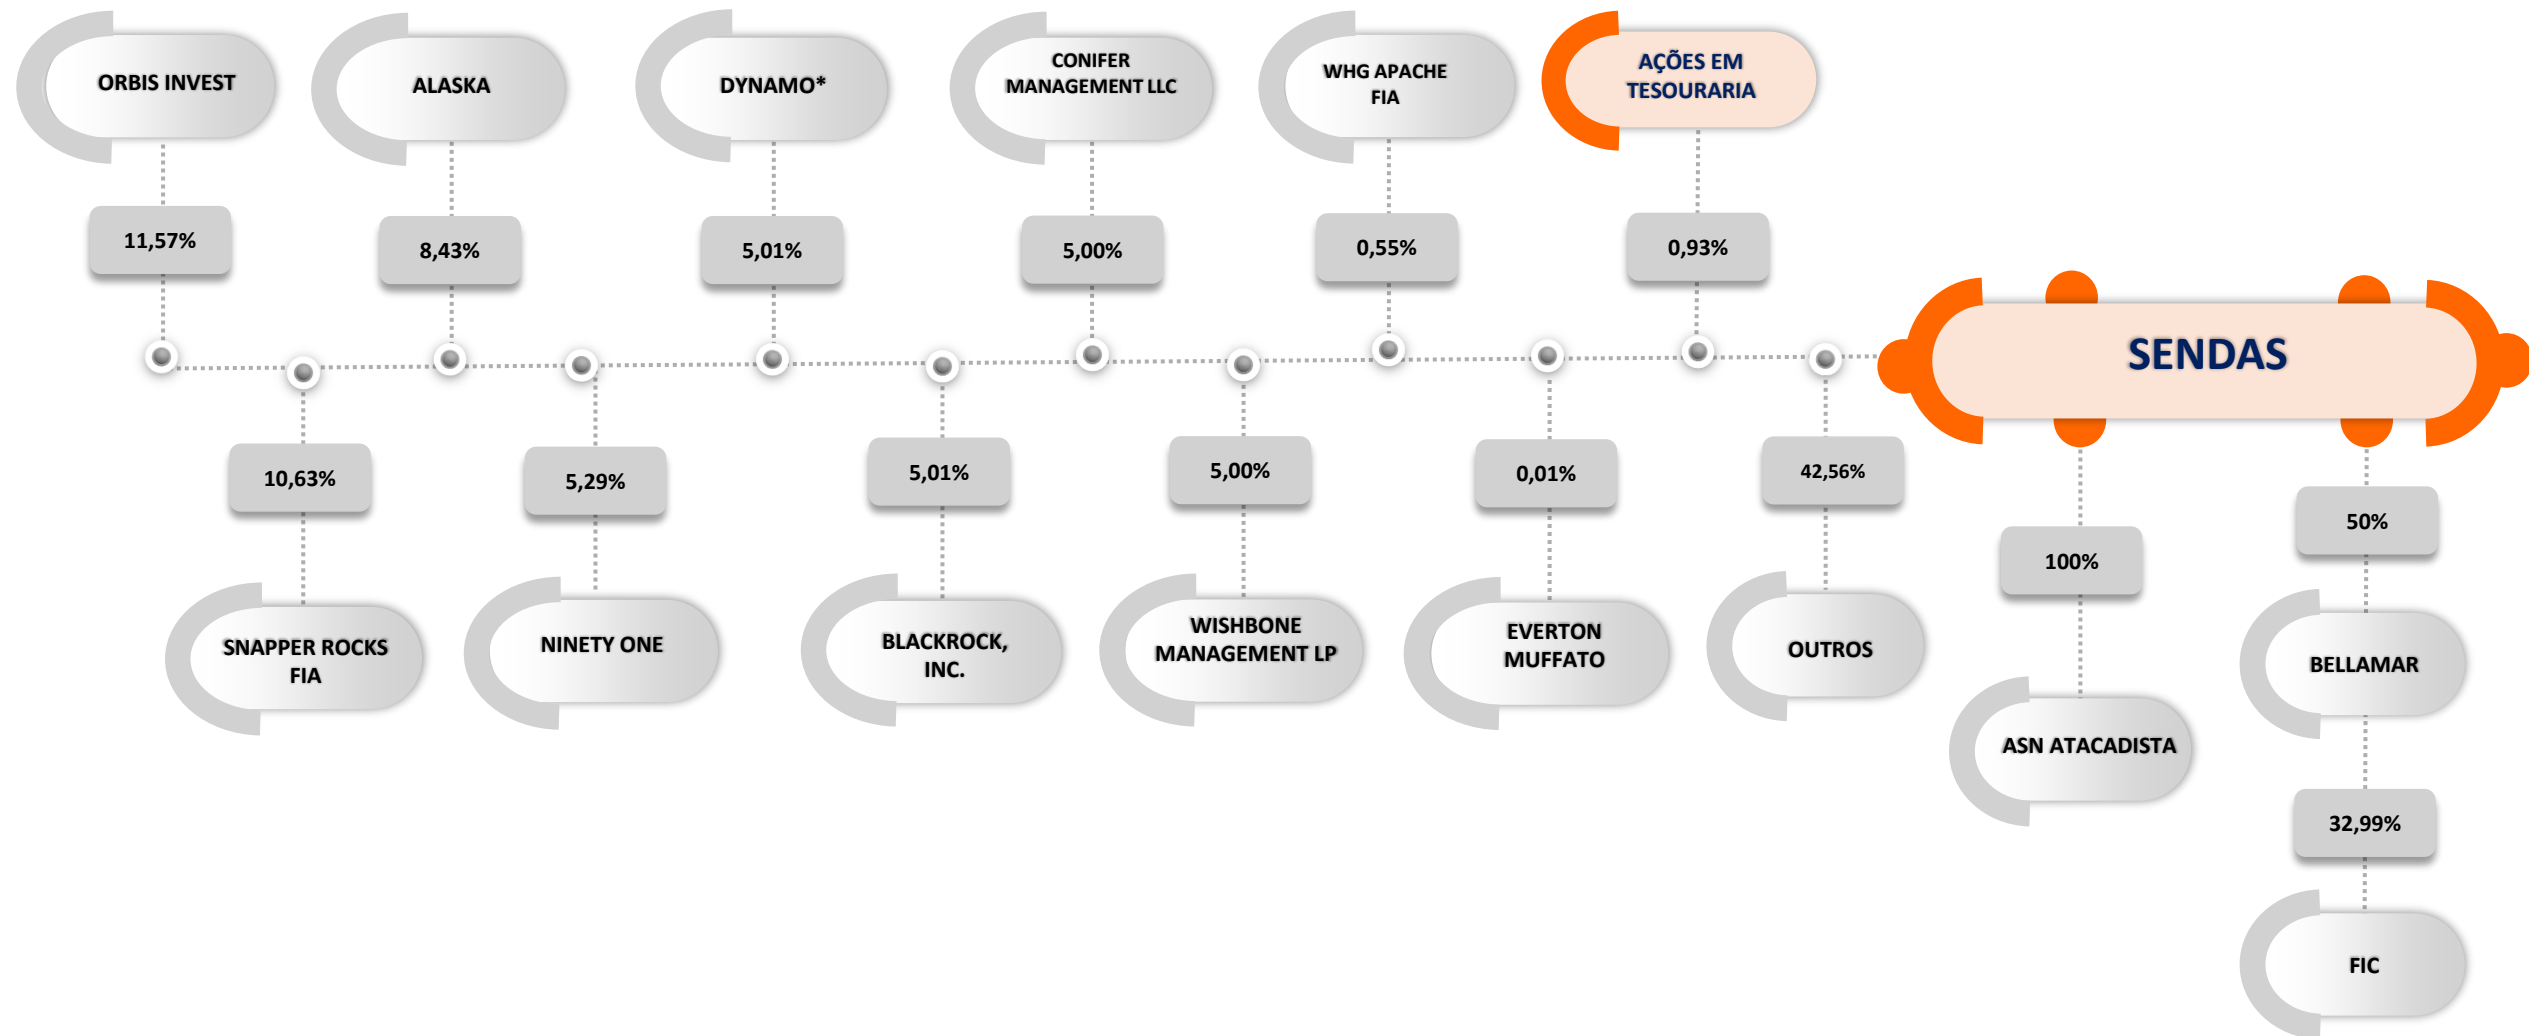 ORBIS INVEST
ALASKA
DYNAMO*
CONIFER
MANAGEMENT LLC
WHG APACHE
FIA
AÇÕES EM
TESOURARIA
11,57%
8,43%
5,01%
5,00%
0,55%
0,93%
SENDAS
10,63%
5,29%
5,01%
5,00%
0,01%
42,56%
100%
50%
SNAPPER ROCKS
FIA
NINETY ONE
BLACKROCK,
INC.
WISHBONE
MANAGEMENT LP
EVERTON
MUFFATO
OUTROS
ASN ATACADISTA
BELLAMAR
32,99%
FIC